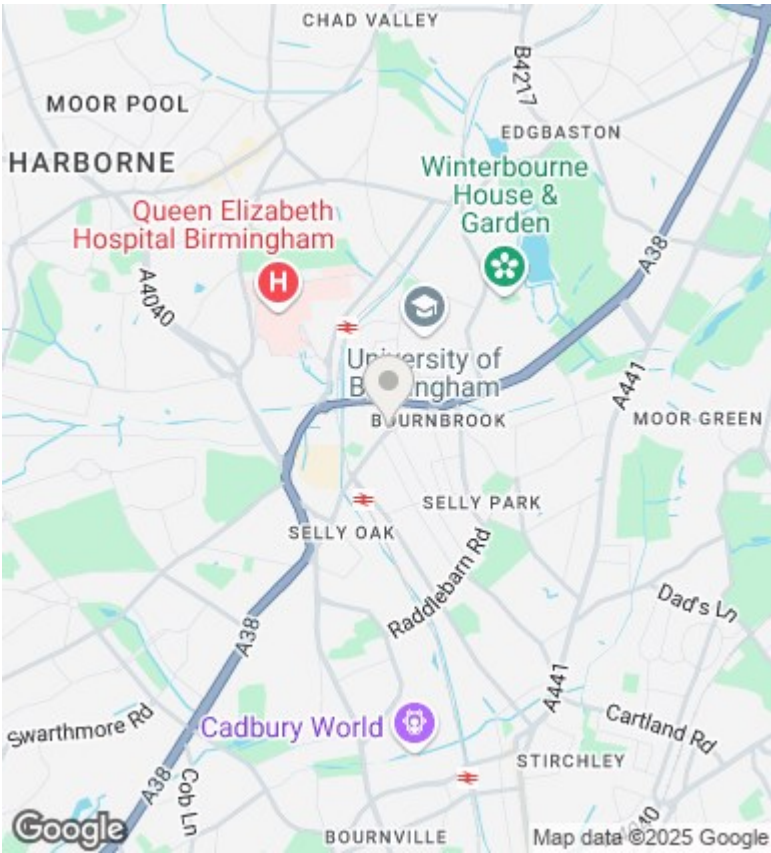 CHAD VALLEY
B4217
MOOR POOL
EDGBASTON
HARBORNE
Winterbourne
House &
Garden
Queen Elizabeth
Hospital Birmingham
H
A38
A4040
University of
Birmingham
A441
BOURNBROOK
MOOR GREEN
SELLY PARK
SELLY OAK
Raddlebarn Rd
Dad's Ln
A38
A441
Swarthmore Rd
Cadbury World
Cartland Rd
STIRCHLEY
A38
Cob Ln
A4040
Google
BOURNVILLE
Map data ©2025 Google